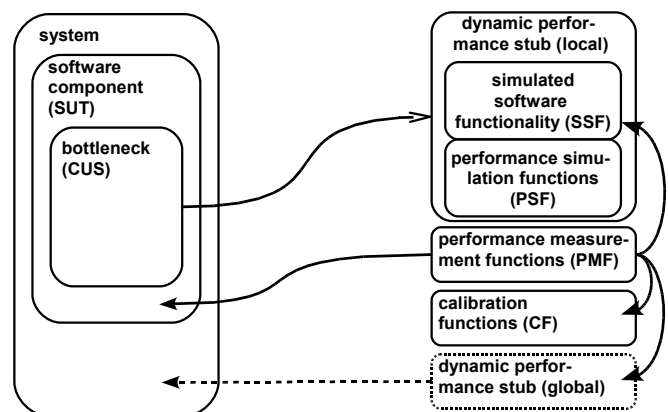 system
software
component
(SUT)
bottleneck
(CUS)
dynamic perfor-
mance stub (local)
simulated
software
functionality (SSF)
performance simu-
lation functions
(PSF)
performance measure-
ment functions (PMF)
calibration
functions (CF)
dynamic perfor-
mance stub (global)